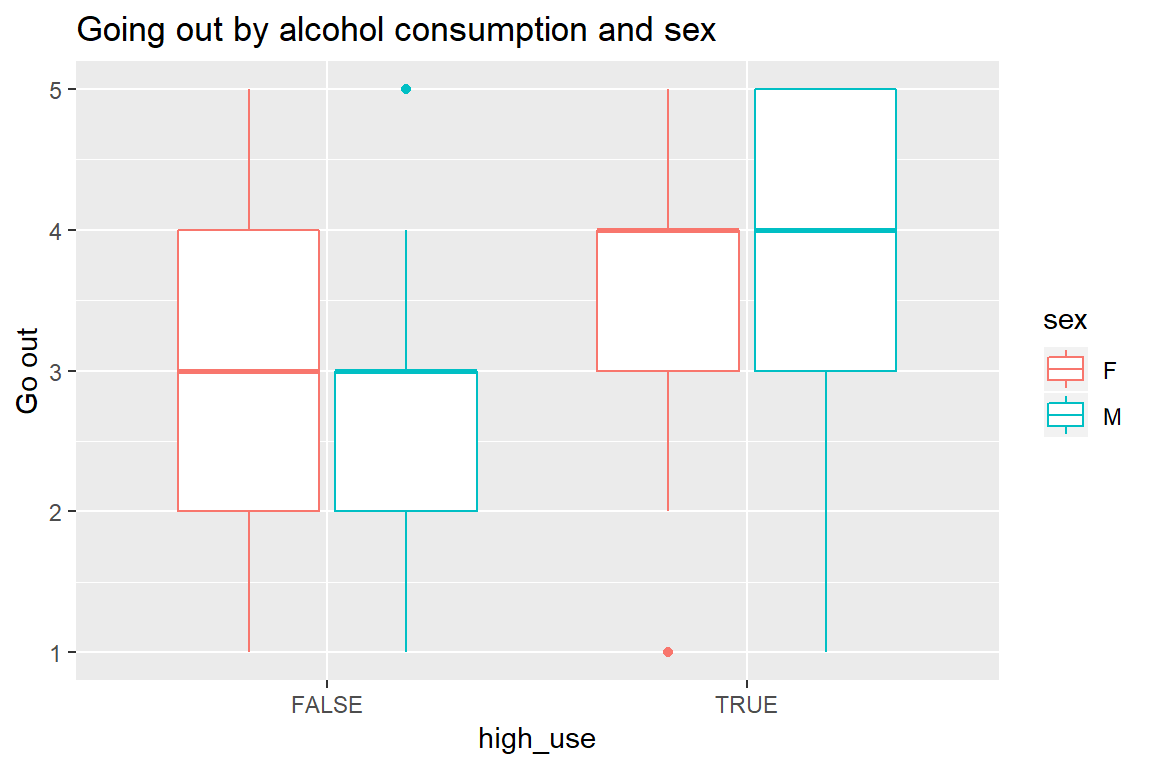 Going out by alcohol consumption and sex
Go out
5
4
3
2
1
FALSE
TRUE
high_use
sex
F
M